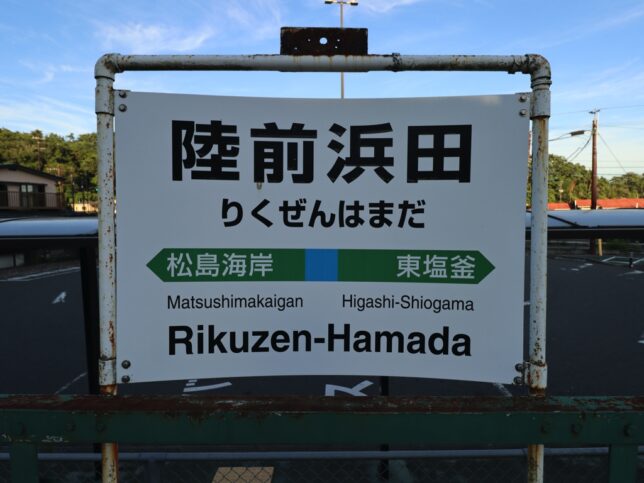 陸前浜田
りくぜんはまだ
松島海岸 東塩釜
Matsushimakaigan Higashi-Shiogama
Rikuzen-Hamada